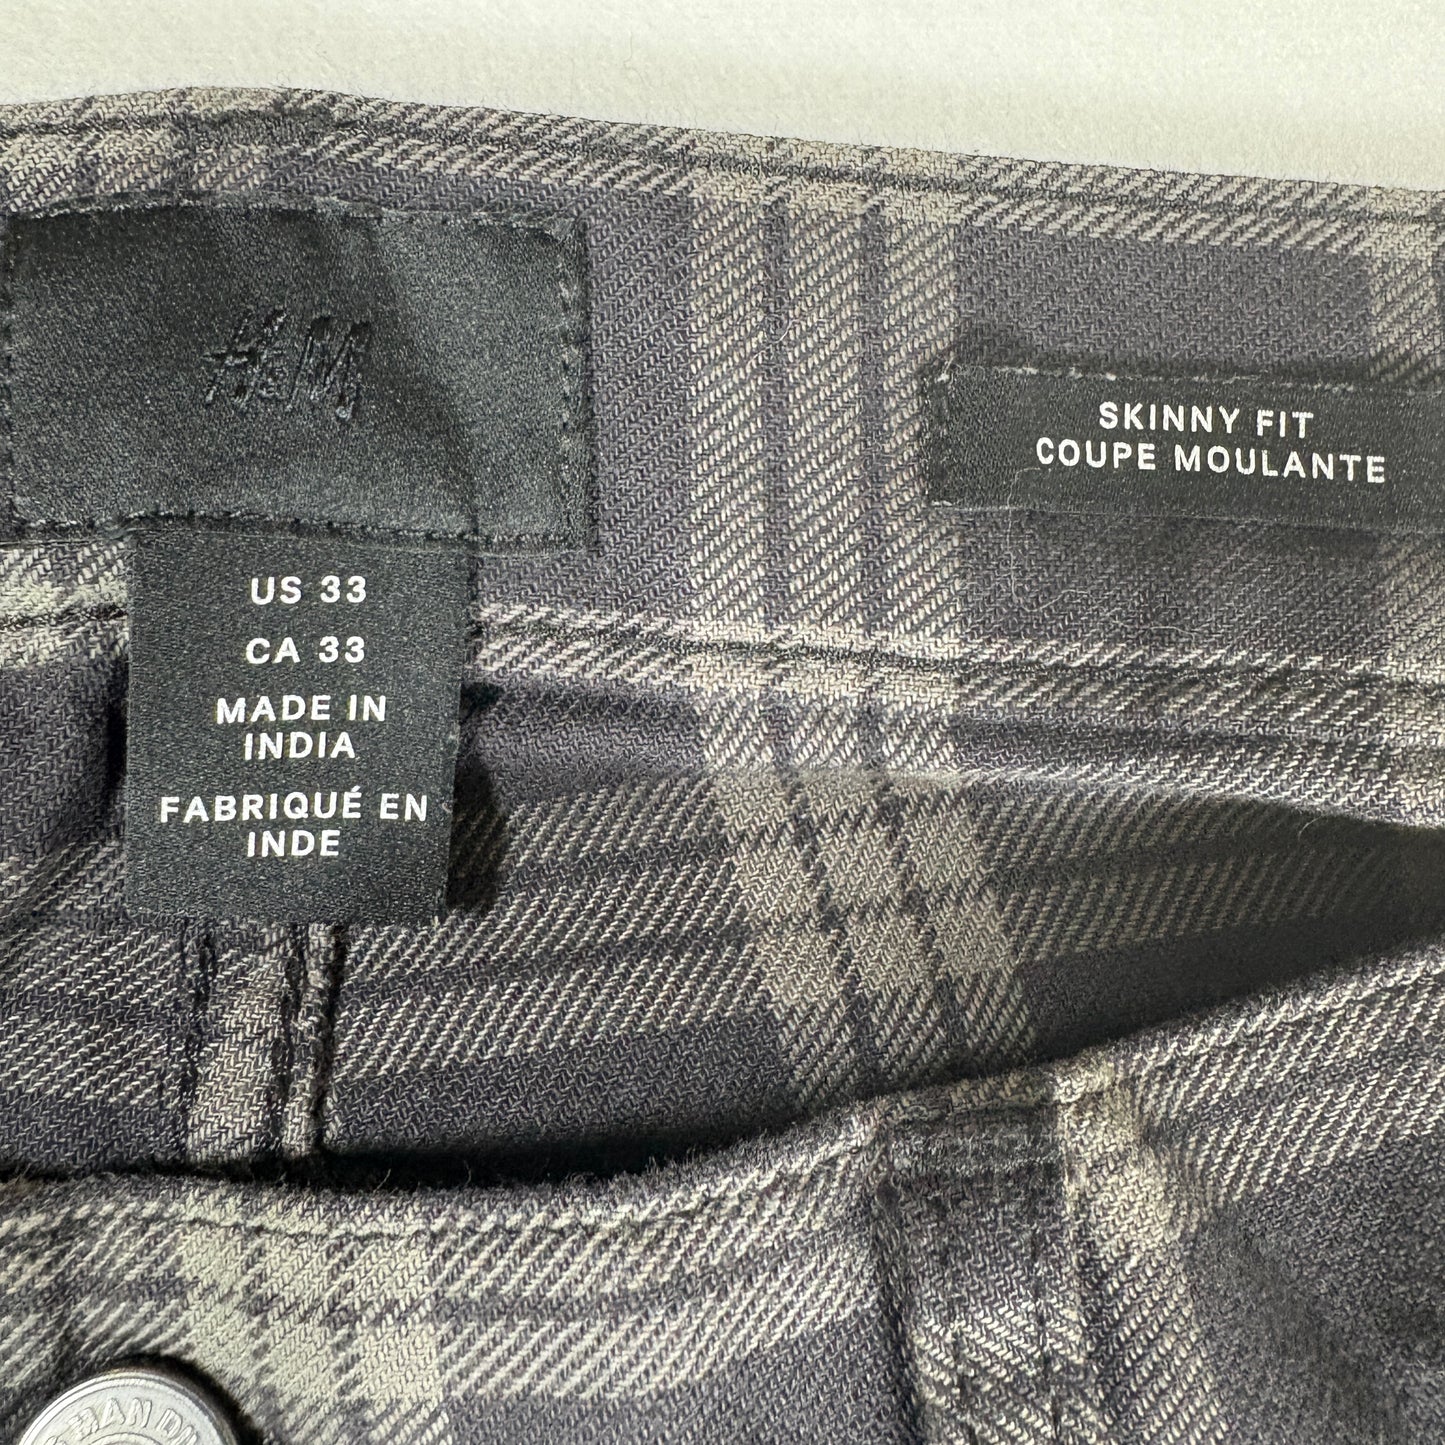 H&M
SKINNY FIT
COUPE MOULANTE
US 33
CA 33
MADE IN
INDIA
FABRIQUÉ EN
INDE